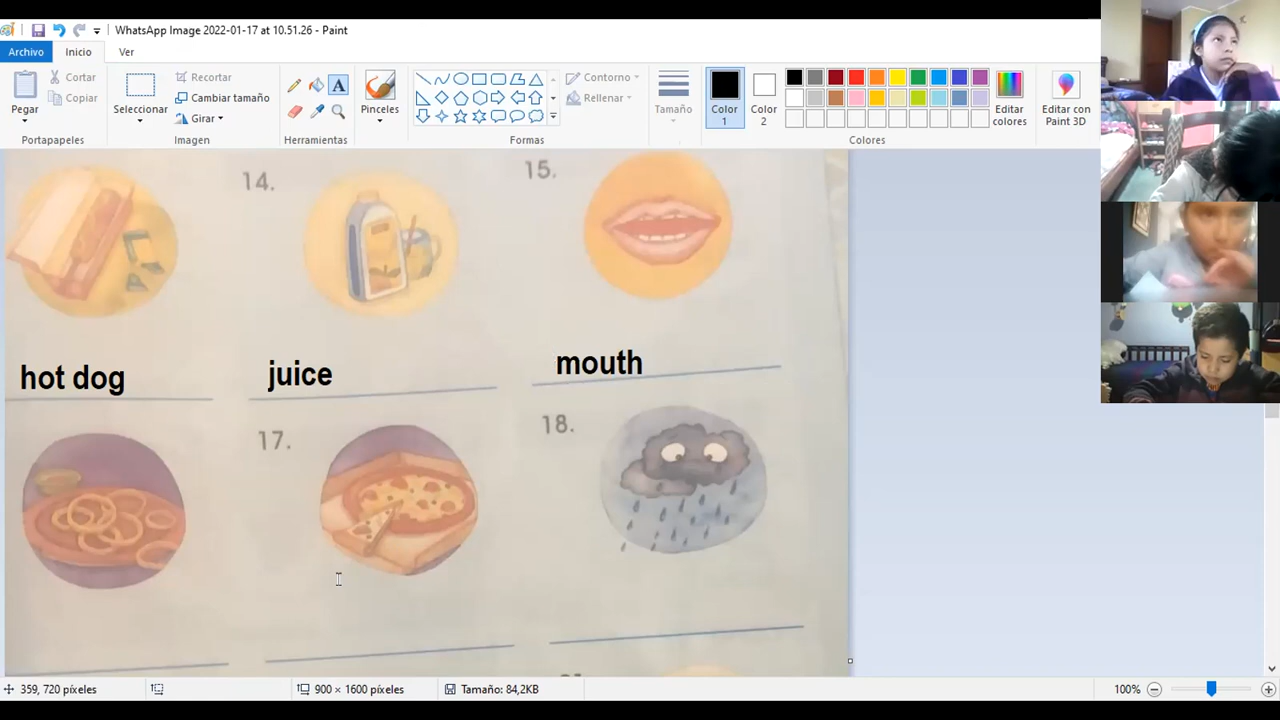 WhatsApp Image 2022-01-17 at 10.51.26 - Paint
Archivo Inicio Ver
Pegar
Cortar
Copiar
Portapapeles
Seleccionar
Recortar
Cambiar tamaño
Girar
Imagen
A
Herramientas
Pinceles
Contorno
Rellenar
Formas
Tamaño
Color 1
Color 2
Editar colores
Colores
Editar con Paint 3D
14.
15.
hot dog
juice
mouth
17.
18.
359, 720 píxeles
900 × 1600 píxeles
Tamaño: 84,2KB
100%